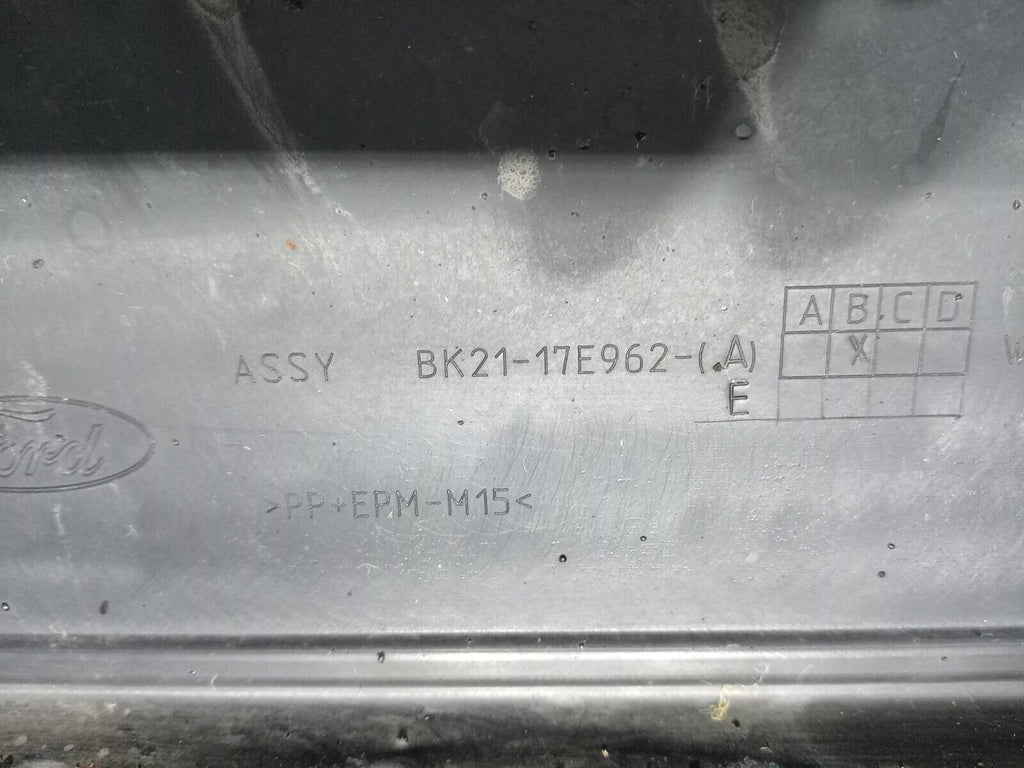 A B C D
ASSY BK21-17E962-(A) X
E
Ford
>PP+EPM-M15<